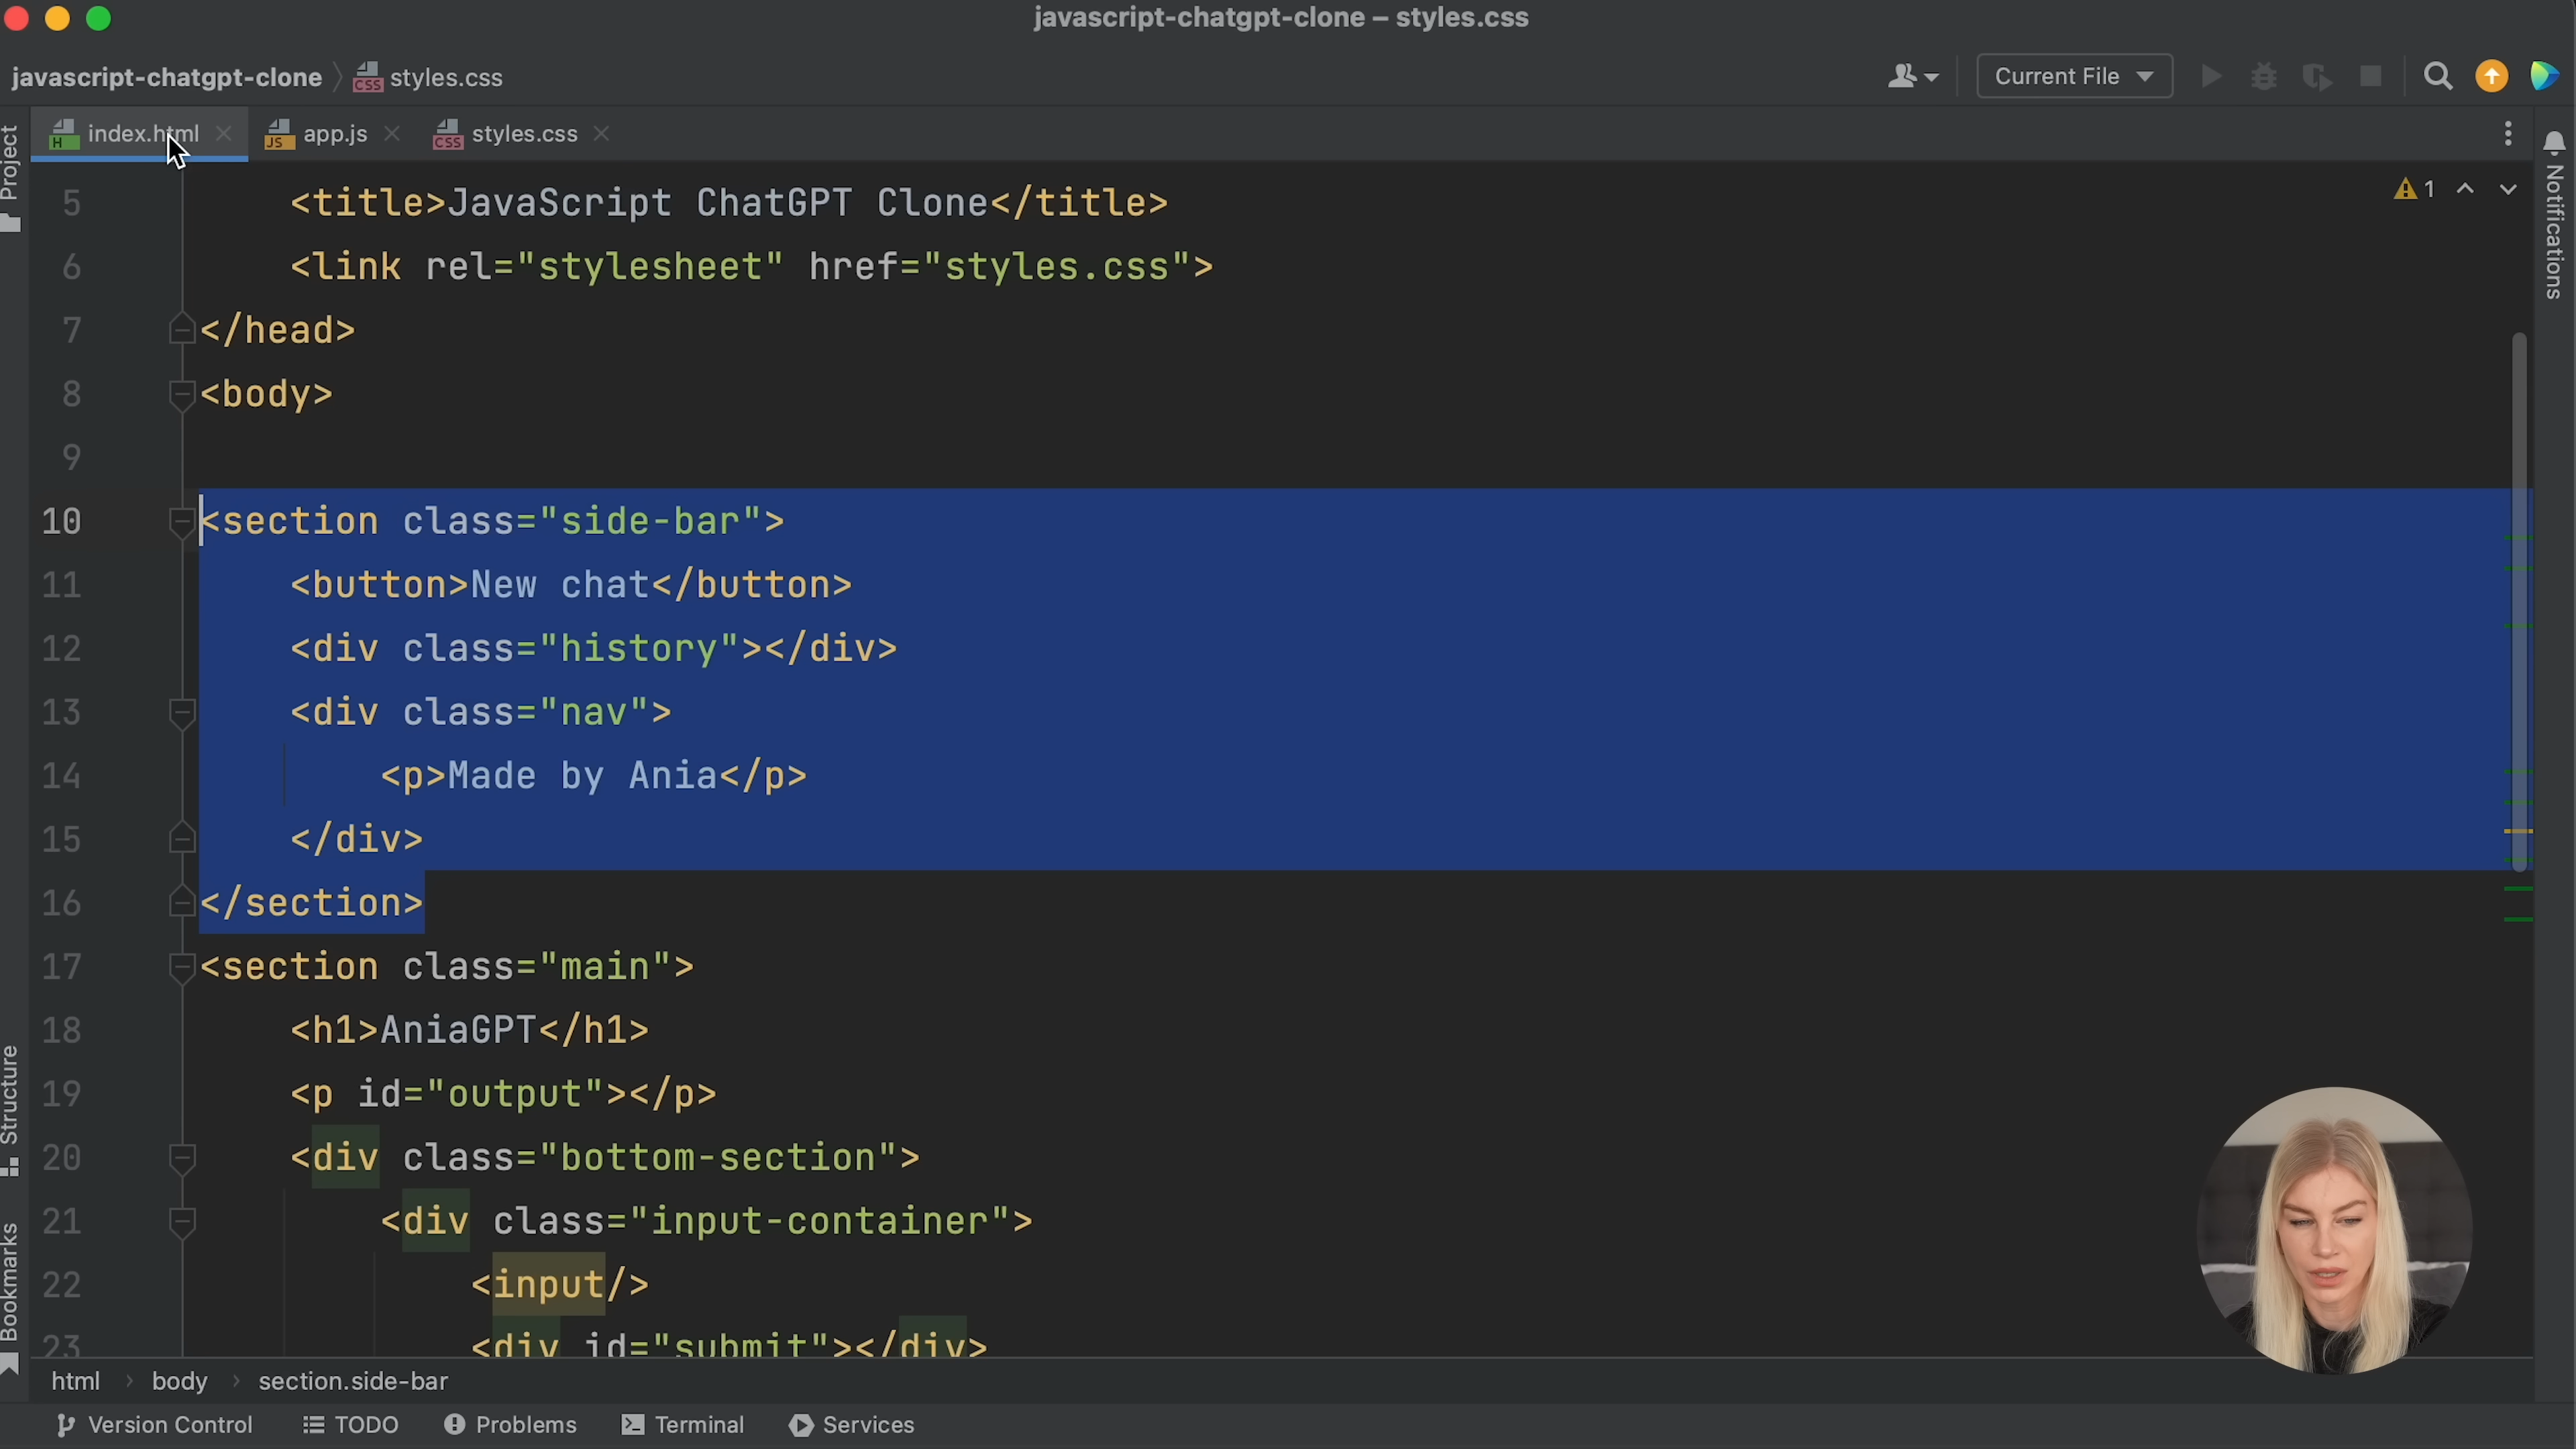 javascript-chatgpt-clone – styles.css
javascript-chatgpt-clone styles.css
Current File
index.html app.js styles.css
Project
Notifications
Structure
Bookmarks
1
5 <title>JavaScript ChatGPT Clone</title>
6 <link rel="stylesheet" href="styles.css">
7 </head>
8 <body>
9
10 <section class="side-bar">
11 <button>New chat</button>
12 <div class="history"></div>
13 <div class="nav">
14 <p>Made by Ania</p>
15 </div>
16 </section>
17 <section class="main">
18 <h1>AniaGPT</h1>
19 <p id="output"></p>
20 <div class="bottom-section">
21 <div class="input-container">
22 <input/>
23 <div id="submit"></div>
html body section.side-bar
Version Control TODO Problems Terminal Services